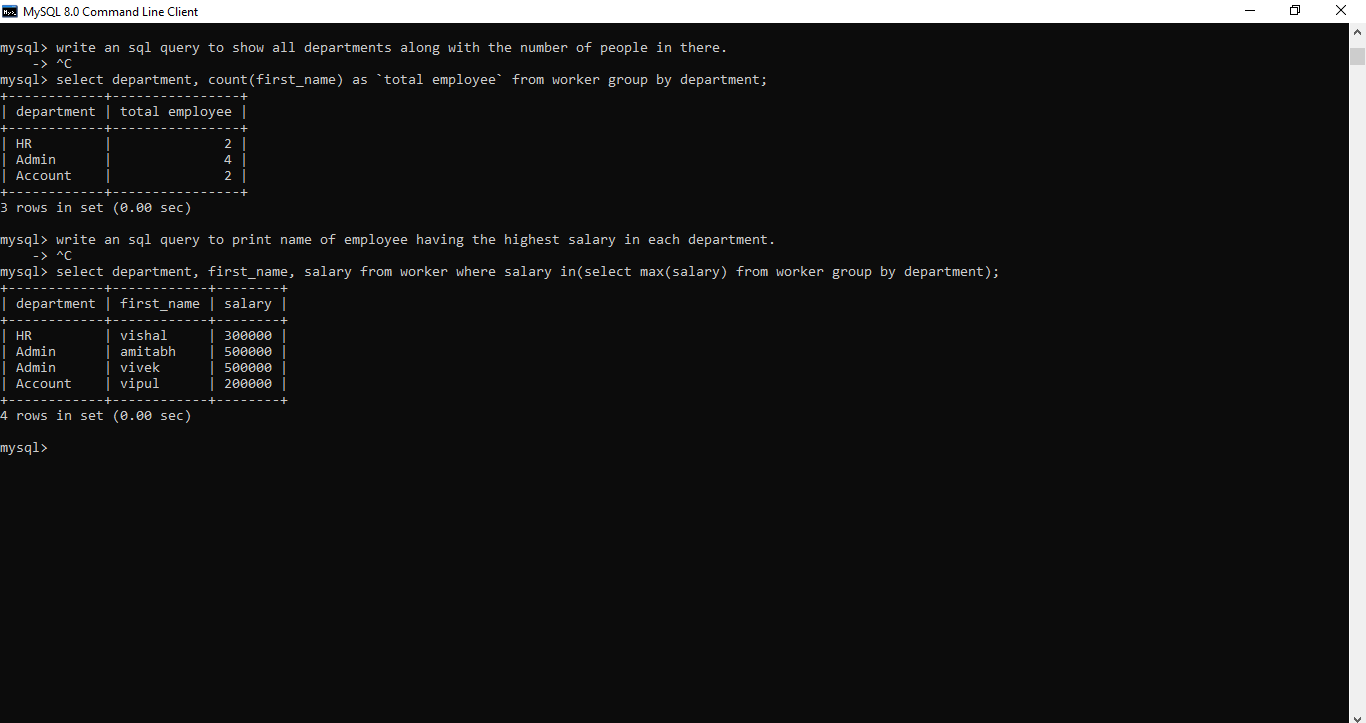 MySQL 8.0 Command Line Client
mysql> write an sql query to show all departments along with the number of people in there.
    -> ^C
mysql> select department, count(first_name) as `total employee` from worker group by department;
+------------+----------------+
| department | total employee |
+------------+----------------+
| HR         |              2 |
| Admin      |              4 |
| Account    |              2 |
+------------+----------------+
3 rows in set (0.00 sec)
mysql> write an sql query to print name of employee having the highest salary in each department.
    -> ^C
mysql> select department, first_name, salary from worker where salary in(select max(salary) from worker group by department);
+------------+------------+--------+
| department | first_name | salary |
+------------+------------+--------+
| HR         | vishal     | 300000 |
| Admin      | amitabh    | 500000 |
| Admin      | vivek      | 500000 |
| Account    | vipul      | 200000 |
+------------+------------+--------+
4 rows in set (0.00 sec)
mysql>